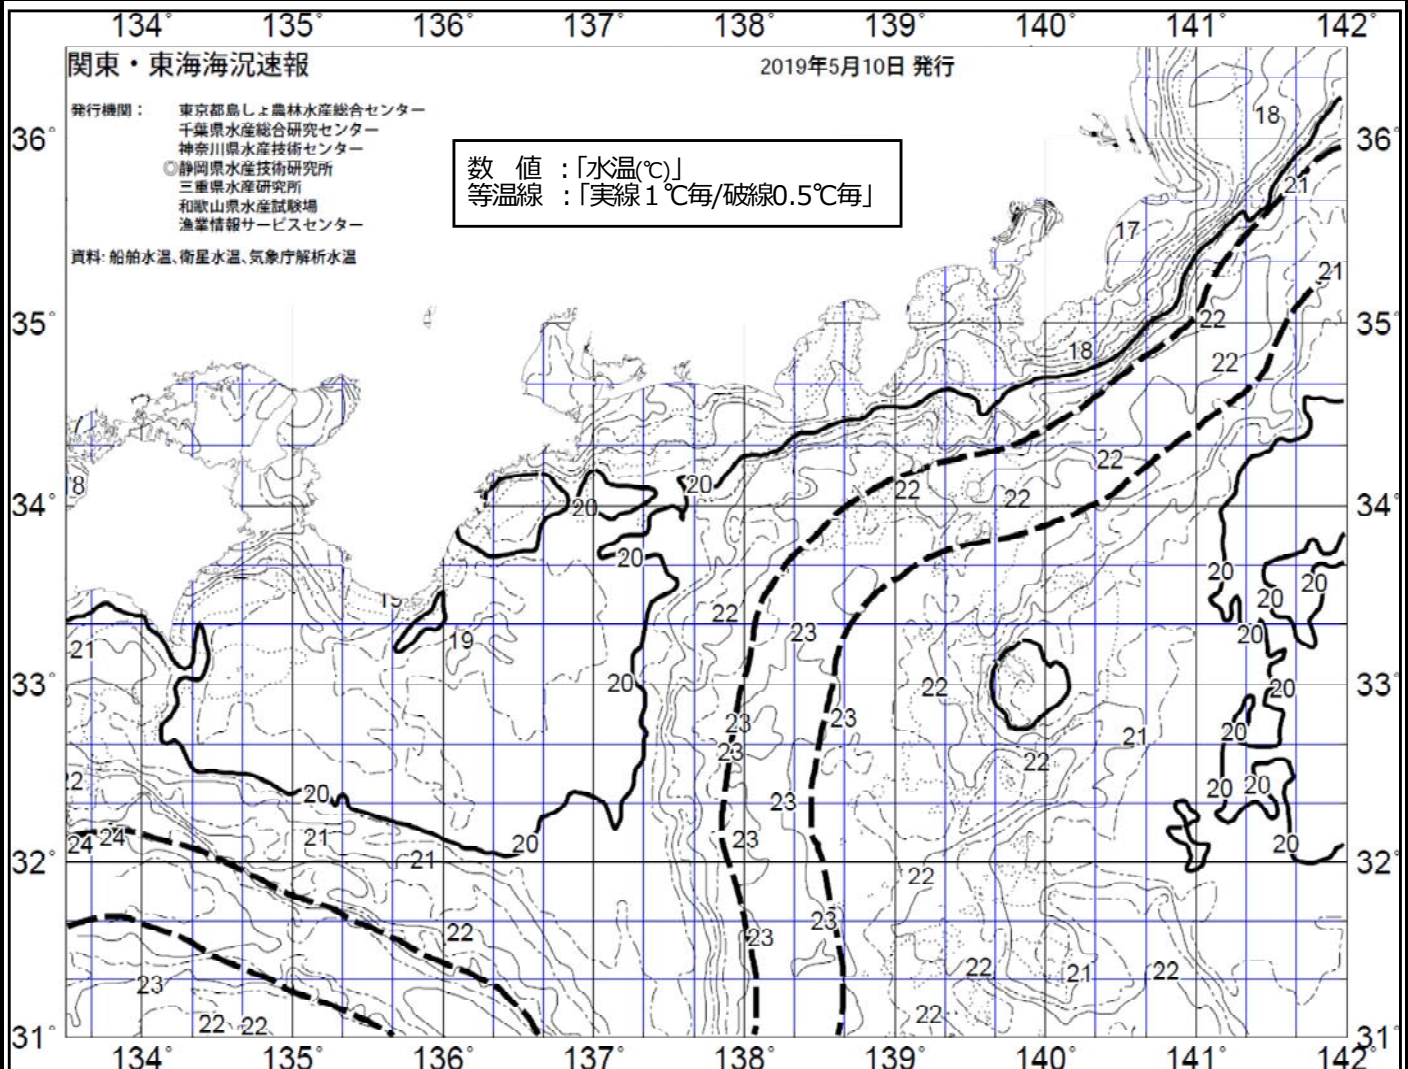 134° 135° 136° 137° 138° 139° 140° 141° 142°
関東・東海海況速報
2019年5月10日 発行
発行機関： 東京都島しょ農林水産総合センター
千葉県水産総合研究センター
神奈川県水産技術センター
◎静岡県水産技術研究所
三重県水産研究所
和歌山県水産試験場
漁業情報サービスセンター
資料: 船舶水温、衛星水温、気象庁解析水温
数 値 ：「水温(℃)」
等温線 ：「実線１℃毎/破線0.5℃毎」
18
36° 36°
21
17
21
35° 22 35°
18 22
22
20 22 22
34° 20 34°
20 20 20
20
22 23 20
19
21
33° 20 22 20 33°
23 23 21 20
23 22
22 20 23 20 20
24 24 21 20 23 20
32° 21 22 32°
22 23 23
23 22 21 22
22 22 22
31° 31°
134° 135° 136° 137° 138° 139° 140° 141° 142°